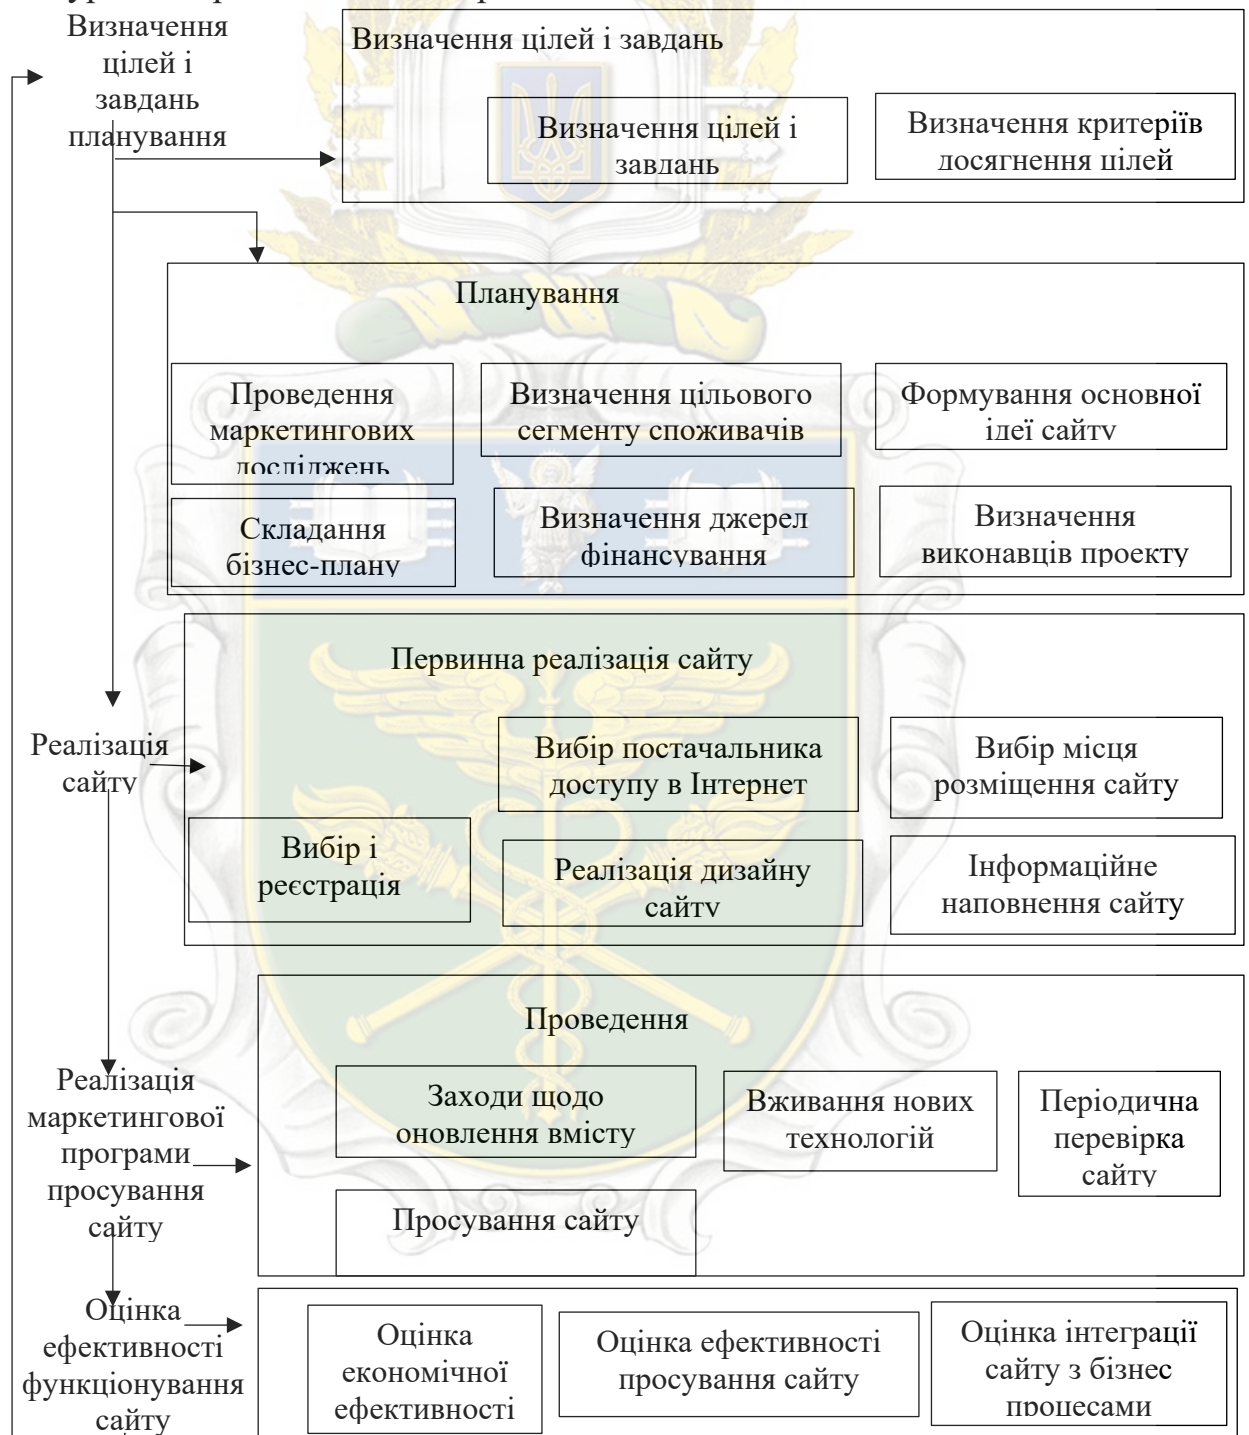 Визначення
цілей і
завдань
планування
Визначення цілей і завдань
Визначення цілей і
завдань
Визначення критеріїв
досягнення цілей
Планування
Проведення
маркетингових
досліджень
Визначення цільового
сегменту споживачів
Формування основної
ідеї сайту
Складання
бізнес-плану
Визначення джерел
фінансування
Визначення
виконавців проекту
Первинна реалізація сайту
Реалізація
сайту
Вибір постачальника
доступу в Інтернет
Вибір місця
розміщення сайту
Вибір і
реєстрація
Реалізація дизайну
сайту
Інформаційне
наповнення сайту
Проведення
Реалізація
маркетингової
програми
просування
сайту
Заходи щодо
оновлення вмісту
Вживання нових
технологій
Періодична
перевірка
сайту
Просування сайту
Оцінка
ефективності
функціонування
сайту
Оцінка
економічної
ефективності
Оцінка ефективності
просування сайту
Оцінка інтеграції
сайту з бізнес
процесами